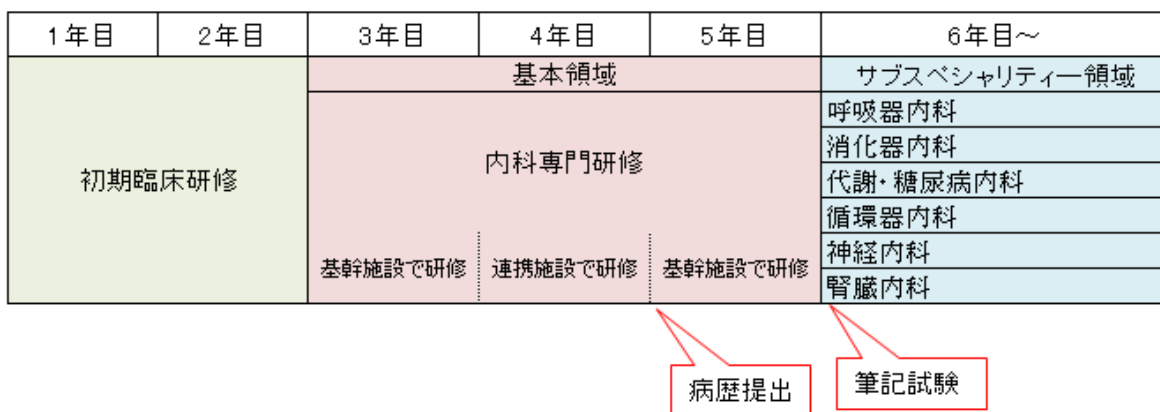 1年目 2年目 3年目 4年目 5年目 6年目～
基本領域 サブスペシャリティー領域
初期臨床研修
内科専門研修
基幹施設で研修 連携施設で研修 基幹施設で研修
呼吸器内科
消化器内科
代謝・糖尿病内科
循環器内科
神経内科
腎臓内科
病歴提出
筆記試験